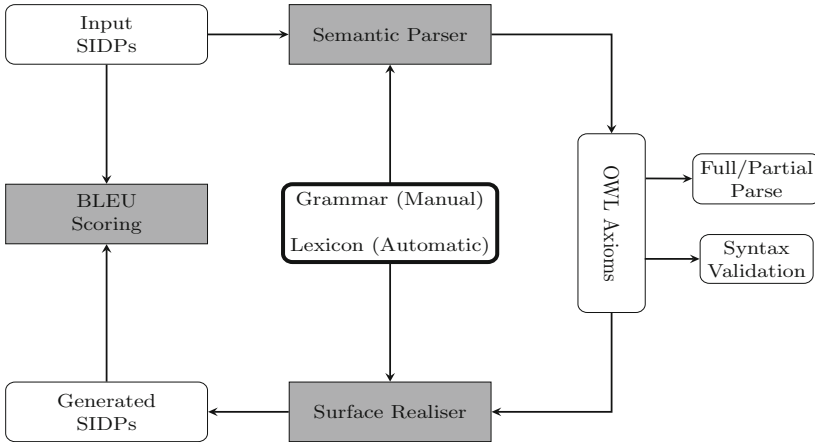 Input
SIDPs
Semantic Parser
BLEU
Scoring
Grammar (Manual)
Lexicon (Automatic)
OWL Axioms
Full/Partial
Parse
Syntax
Validation
Generated
SIDPs
Surface Realiser